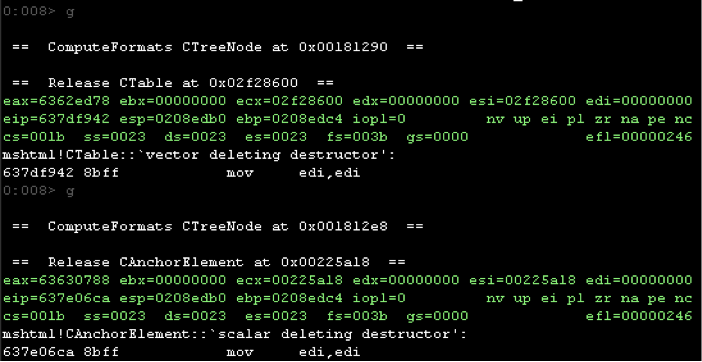 0:008> g
== ComputeFormats CTreeNode at 0x00181290 ==
== Release CTable at 0x02f28600 ==
eax=6362ed78 ebx=00000000 ecx=02f28600 edx=00000000 esi=02f28600 edi=00000000
eip=637df942 esp=0208edb0 ebp=0208edc4 iopl=0 nv up ei pl zr na pe nc
cs=001b ss=0023 ds=0023 es=0023 fs=003b gs=0000 efl=00000246
mshtml!CTable::`vector deleting destructor':
637df942 8bff mov edi,edi
0:008> g
== ComputeFormats CTreeNode at 0x001812e8 ==
== Release CAnchorElement at 0x00225a18 ==
eax=63630788 ebx=00000000 ecx=00225a18 edx=00000000 esi=00225a18 edi=00000000
eip=637e06ca esp=0208edb0 ebp=0208edc4 iopl=0 nv up ei pl zr na pe nc
cs=001b ss=0023 ds=0023 es=0023 fs=003b gs=0000 efl=00000246
mshtml!CAnchorElement::`scalar deleting destructor':
637e06ca 8bff mov edi,edi